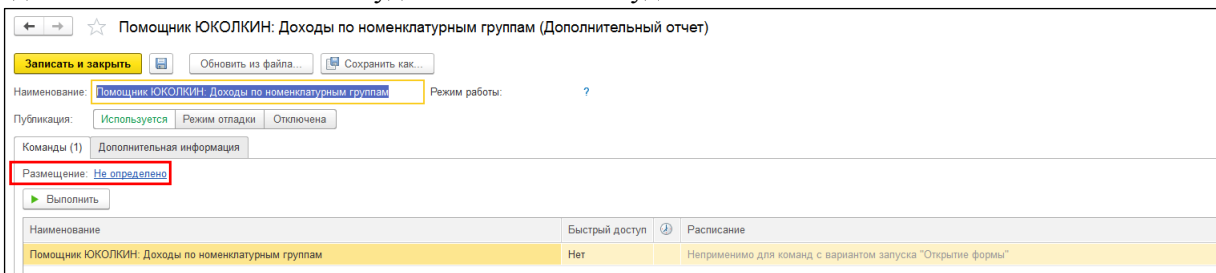 Помощник ЮКОЛКИН: Доходы по номенклатурным группам (Дополнительный отчет)
Записать и закрыть Обновить из файла... Сохранить как...
Наименование: Помощник ЮКОЛКИН: Доходы по номенклатурным группам Режим работы: ?
Публикация: Используется Режим отладки Отключена
Команды (1) Дополнительная информация
Размещение: Не определено
Выполнить
Наименование Быстрый доступ Расписание
Помощник ЮКОЛКИН: Доходы по номенклатурным группам Нет Неприменимо для команд с вариантом запуска "Открытие формы"